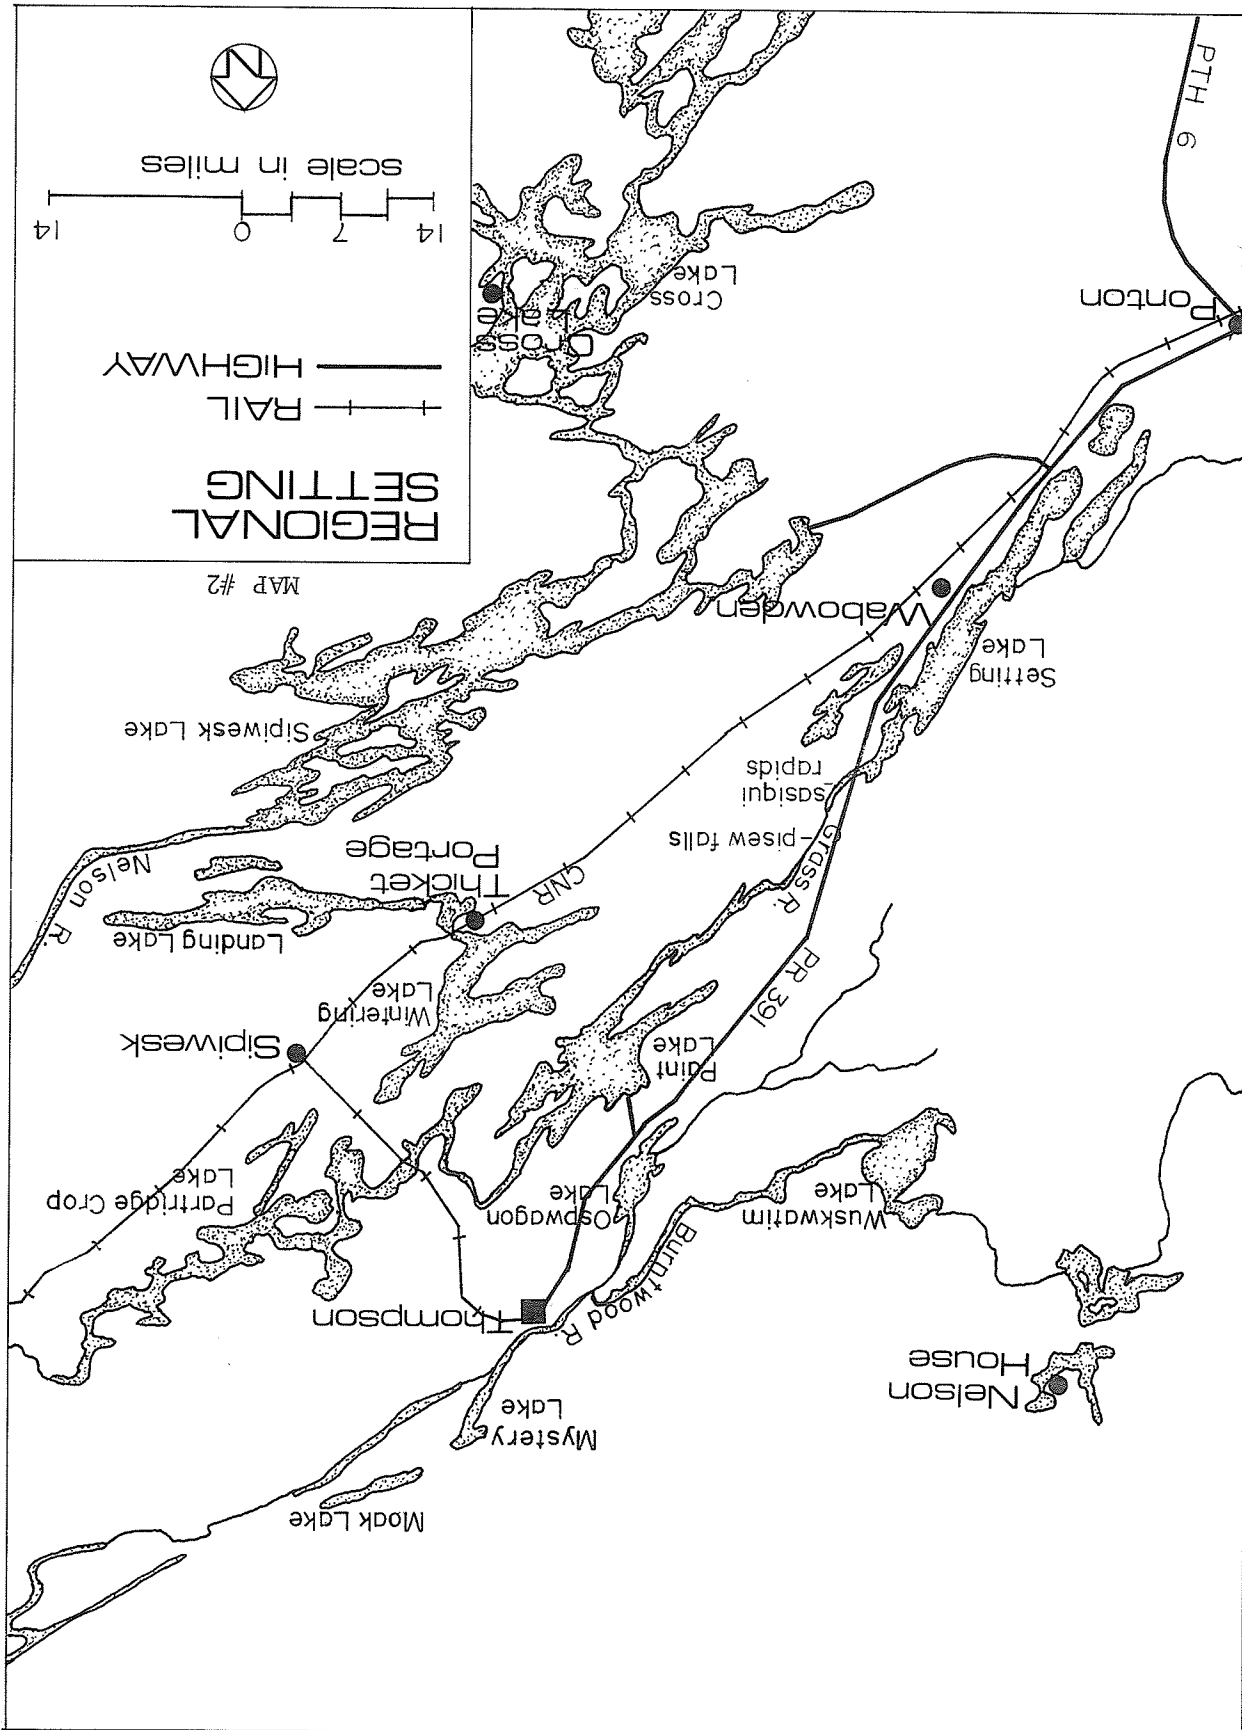 Moak Lake
Mystery
Lake
Nelson
House
Thompson
Burntwood R.
Ospwagon
Lake
Wuskwatim
Lake
Partridge Crop
Lake
Sipiwesk
Paint
Lake
Wintering
Lake
PR 391
Landing Lake
Nelson R.
Thicket
Portage
CNR
Grass R.
-pisew falls
sasiqui
rapids
Sipiwesk Lake
Setting
Lake
Wabowden
MAP #2
REGIONAL
SETTING
RAIL
HIGHWAY
14 7 0 14
scale in miles
N
Cross
Lake
Cross
Lake
Ponton
PTH 6